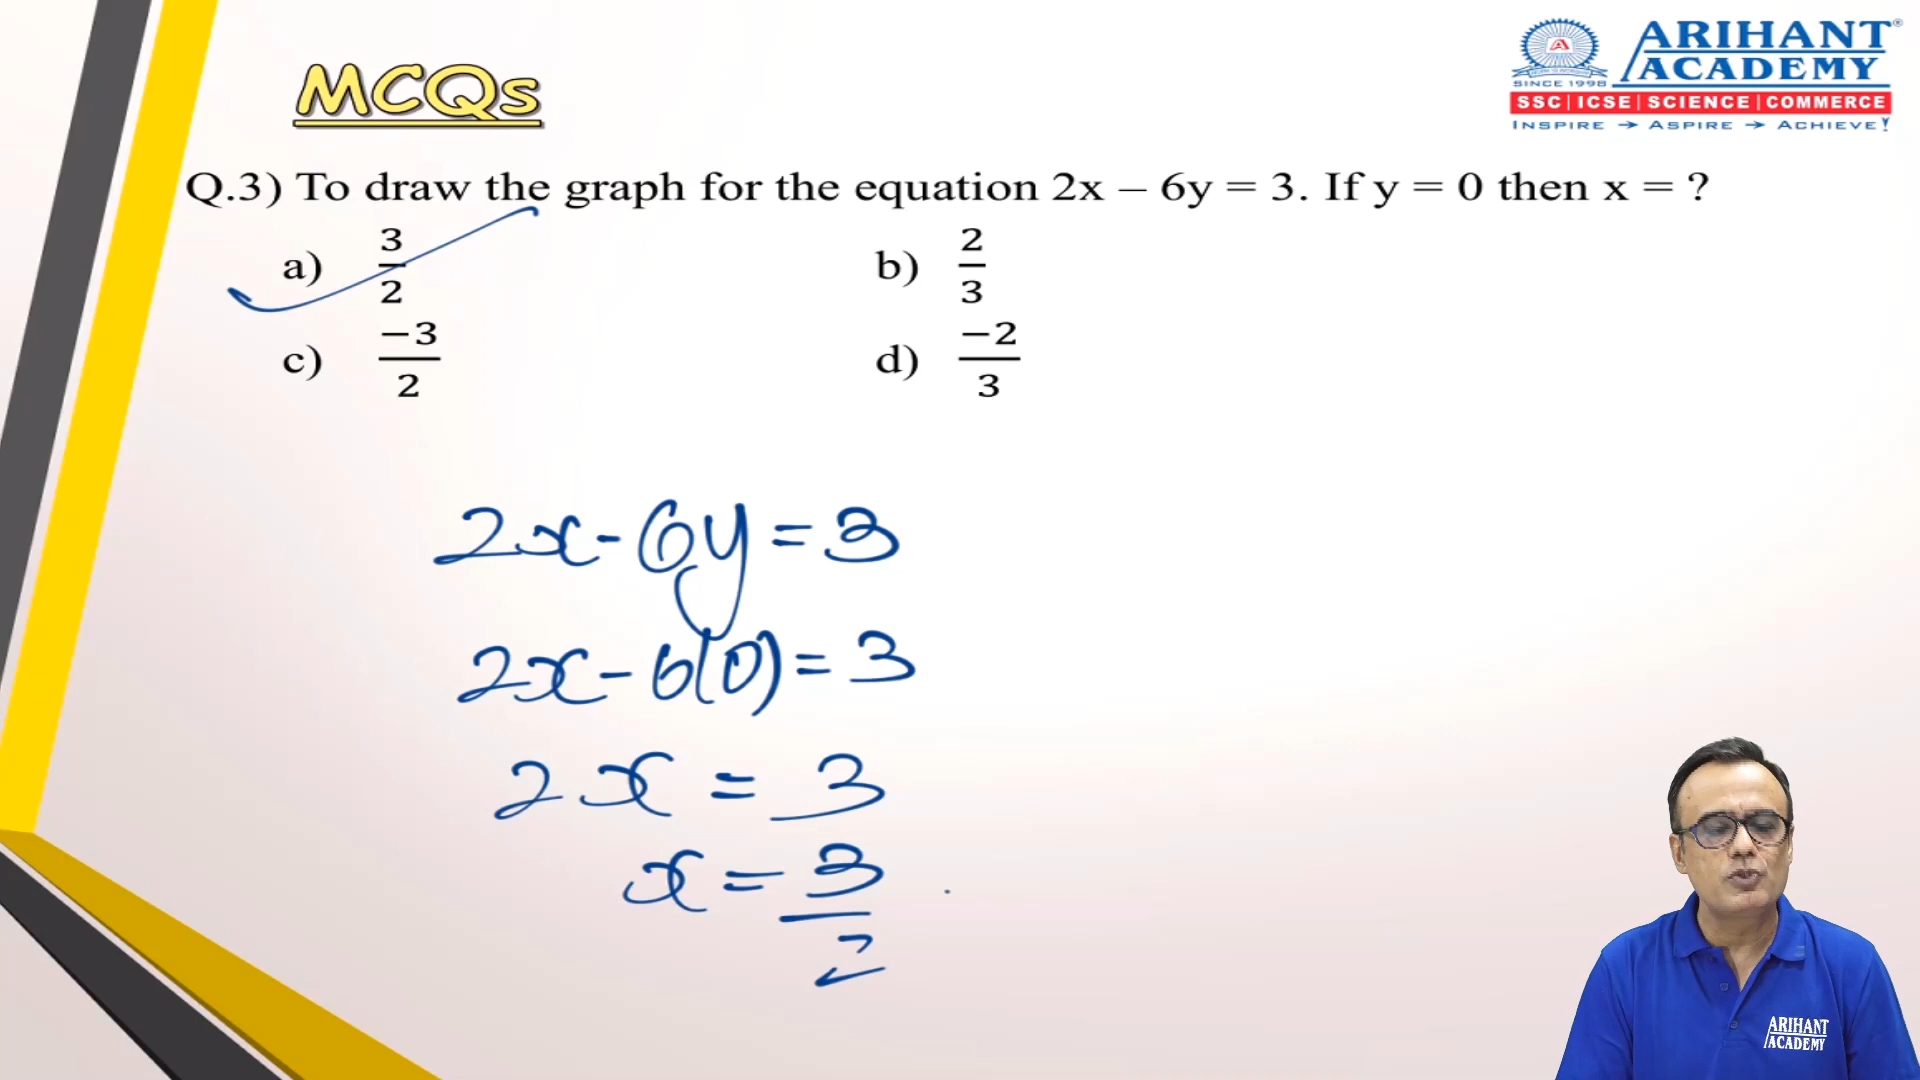 MCQs
ARIHANT
ACADEMY
SINCE 1998
SSC | ICSE | SCIENCE | COMMERCE
INSPIRE → ASPIRE → ACHIEVE!
Q.3) To draw the graph for the equation 2x – 6y = 3. If y = 0 then x = ?
a) 3/2 b) 2/3
c) −3/2 d) −2/3
2x - 6y = 3
2x - 6(0) = 3
2x = 3
x = 3/2
ARIHANT
ACADEMY